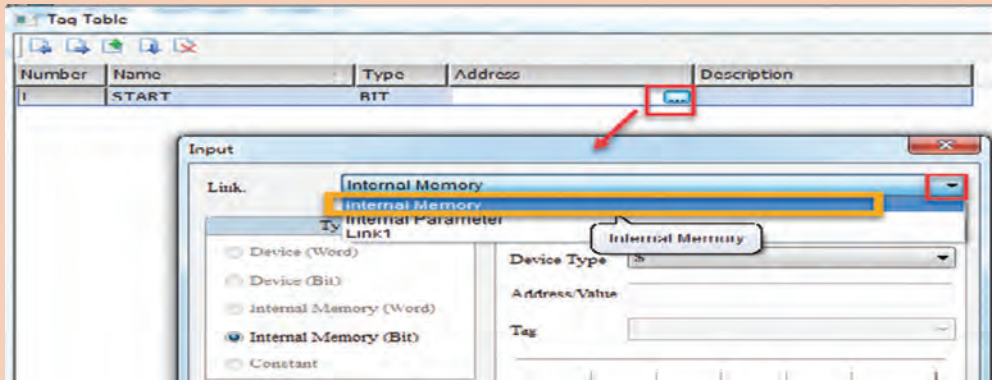 Tag Table
Number Name Type Address Description
1 START BIT ...
Input
Link. Internal Memory
Internal Memory
Internal Parameter
Link1
Internal Memory
Ty
Device (Word)
Device (Bit)
Internal Memory (Word)
Internal Memory (Bit)
Constant
Device Type S
Address/Value
Tag